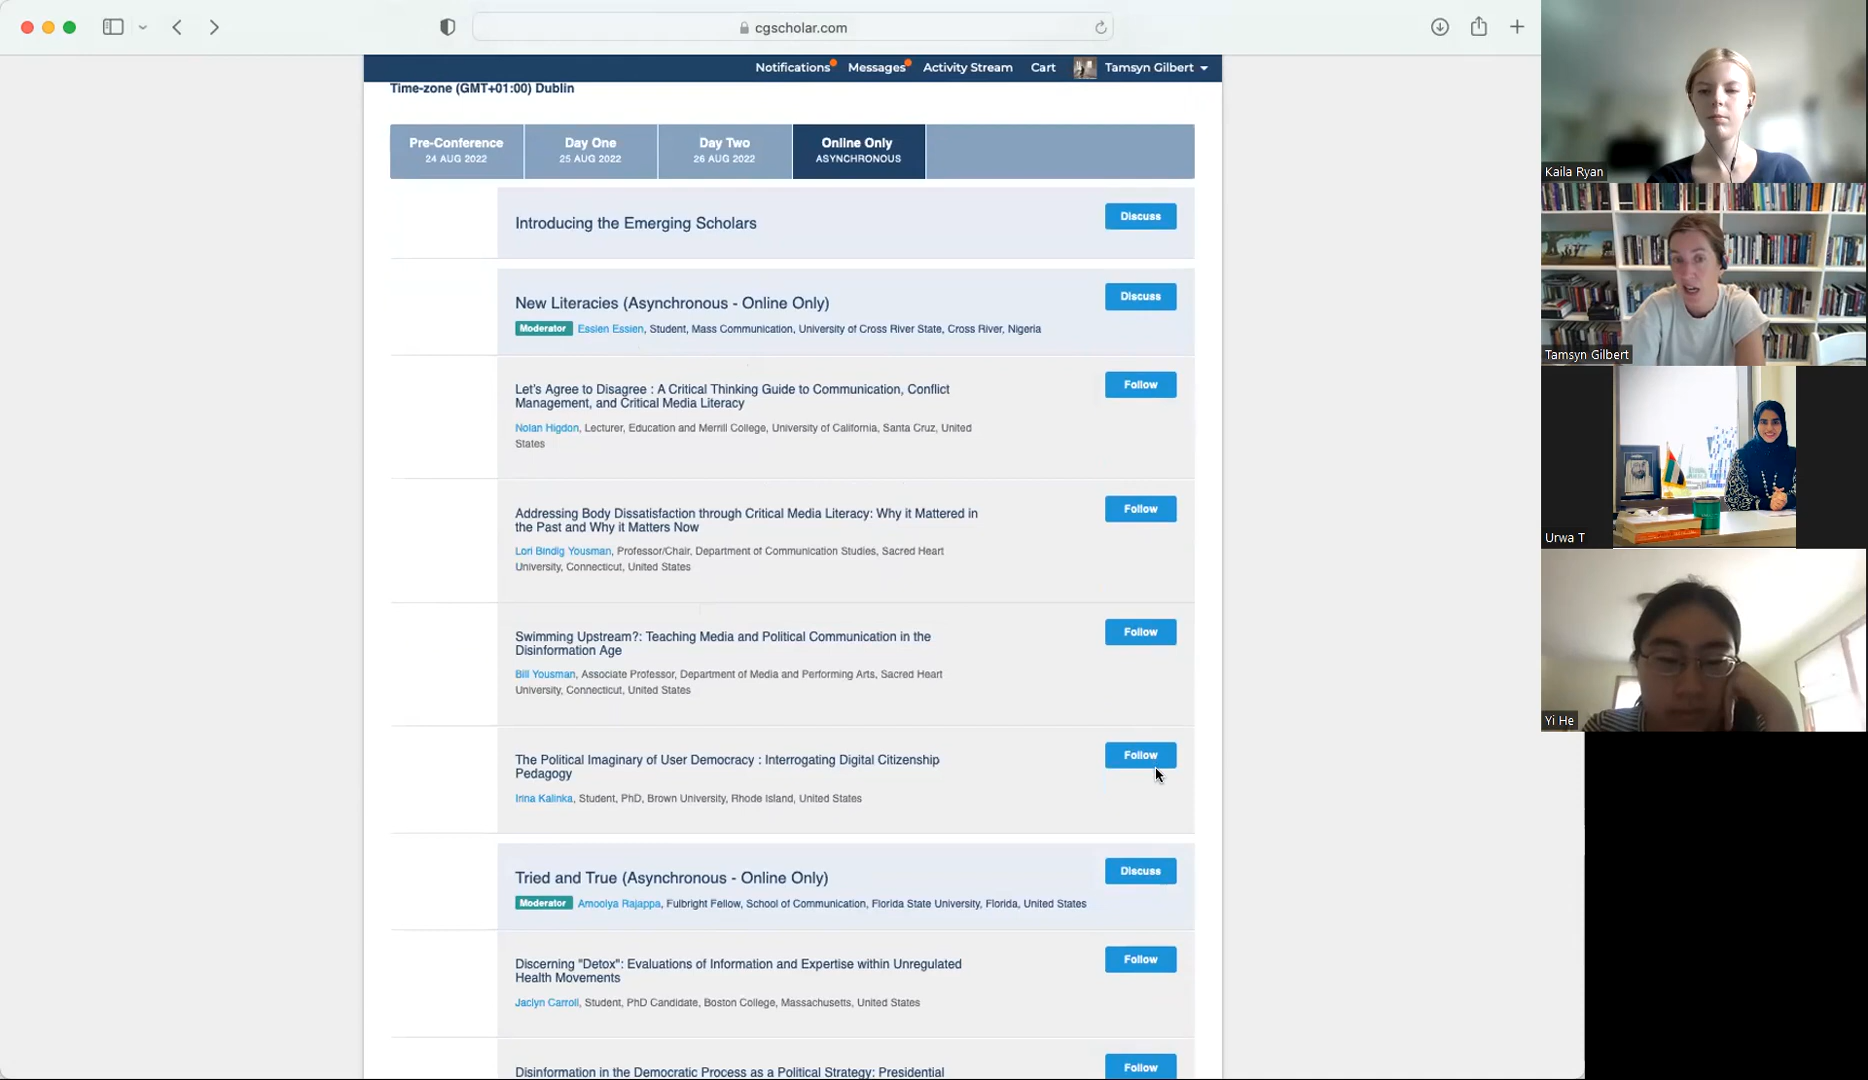 cgscholar.com
Notifications Messages Activity Stream Cart Tamsyn Gilbert
Time-zone (GMT+01:00) Dublin
Pre-Conference Day One Day Two Online Only
24 AUG 2022 25 AUG 2022 26 AUG 2022 ASYNCHRONOUS
Introducing the Emerging Scholars
Discuss
New Literacies (Asynchronous - Online Only)
Discuss
Moderator Essien Essien, Student, Mass Communication, University of Cross River State, Cross River, Nigeria
Let's Agree to Disagree : A Critical Thinking Guide to Communication, Conflict
Management, and Critical Media Literacy
Follow
Nolan Higdon, Lecturer, Education and Merrill College, University of California, Santa Cruz, United
States
Addressing Body Dissatisfaction through Critical Media Literacy: Why it Mattered in
the Past and Why it Matters Now
Follow
Lori Bindig Yousman, Professor/Chair, Department of Communication Studies, Sacred Heart
University, Connecticut, United States
Swimming Upstream?: Teaching Media and Political Communication in the
Disinformation Age
Follow
Bill Yousman, Associate Professor, Department of Media and Performing Arts, Sacred Heart
University, Connecticut, United States
The Political Imaginary of User Democracy : Interrogating Digital Citizenship
Pedagogy
Follow
Irina Kalinka, Student, PhD, Brown University, Rhode Island, United States
Tried and True (Asynchronous - Online Only)
Discuss
Moderator Amooiya Rajappa, Fulbright Fellow, School of Communication, Florida State University, Florida, United States
Discerning "Detox": Evaluations of Information and Expertise within Unregulated
Health Movements
Follow
Jaclyn Carroll, Student, PhD Candidate, Boston College, Massachusetts, United States
Disinformation in the Democratic Process as a Political Strategy: Presidential
Follow
Kaila Ryan
Tamsyn Gilbert
Urwa T
Yi He